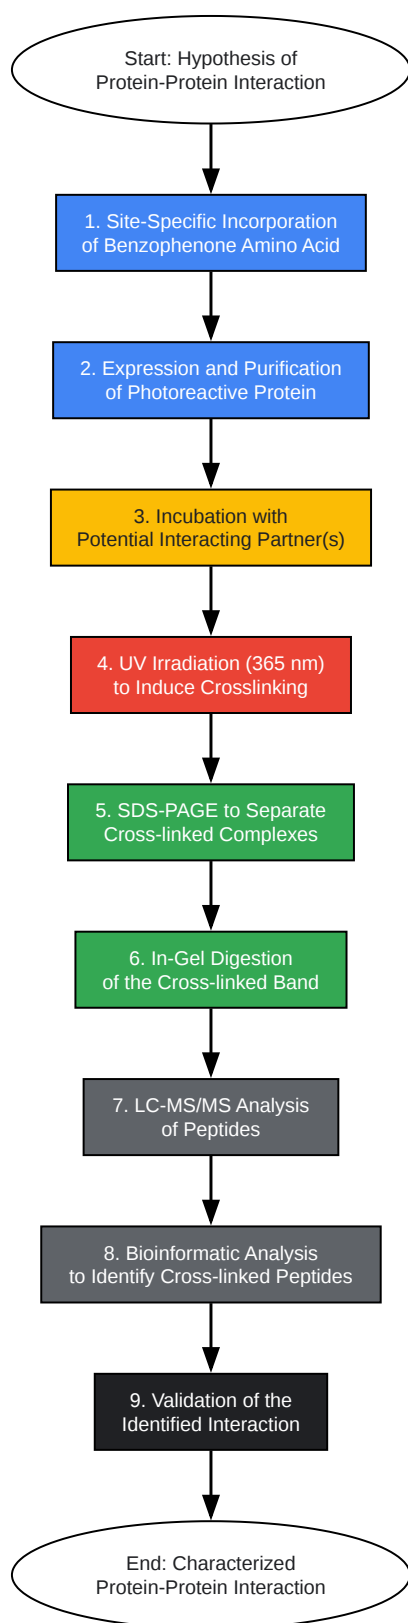 Start: Hypothesis of
Protein-Protein Interaction
1. Site-Specific Incorporation
of Benzophenone Amino Acid
2. Expression and Purification
of Photoreactive Protein
3. Incubation with
Potential Interacting Partner(s)
4. UV Irradiation (365 nm)
to Induce Crosslinking
5. SDS-PAGE to Separate
Cross-linked Complexes
6. In-Gel Digestion
of the Cross-linked Band
7. LC-MS/MS Analysis
of Peptides
8. Bioinformatic Analysis
to Identify Cross-linked Peptides
9. Validation of the
Identified Interaction
End: Characterized
Protein-Protein Interaction